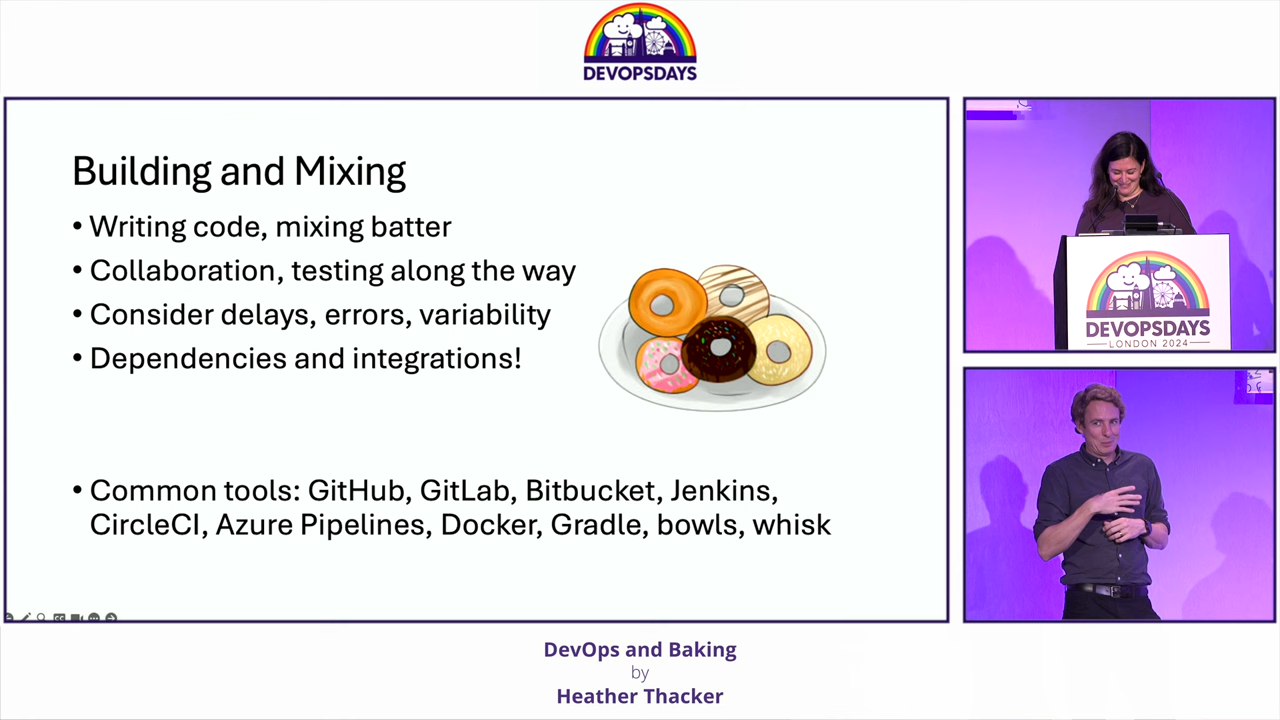 DEVOPSDAYS
Building and Mixing
• Writing code, mixing batter
• Collaboration, testing along the way
• Consider delays, errors, variability
• Dependencies and integrations!
• Common tools: GitHub, GitLab, Bitbucket, Jenkins,
CircleCI, Azure Pipelines, Docker, Gradle, bowls, whisk
DEVOPSDAYS
LONDON 2024
DevOps and Baking
by
Heather Thacker